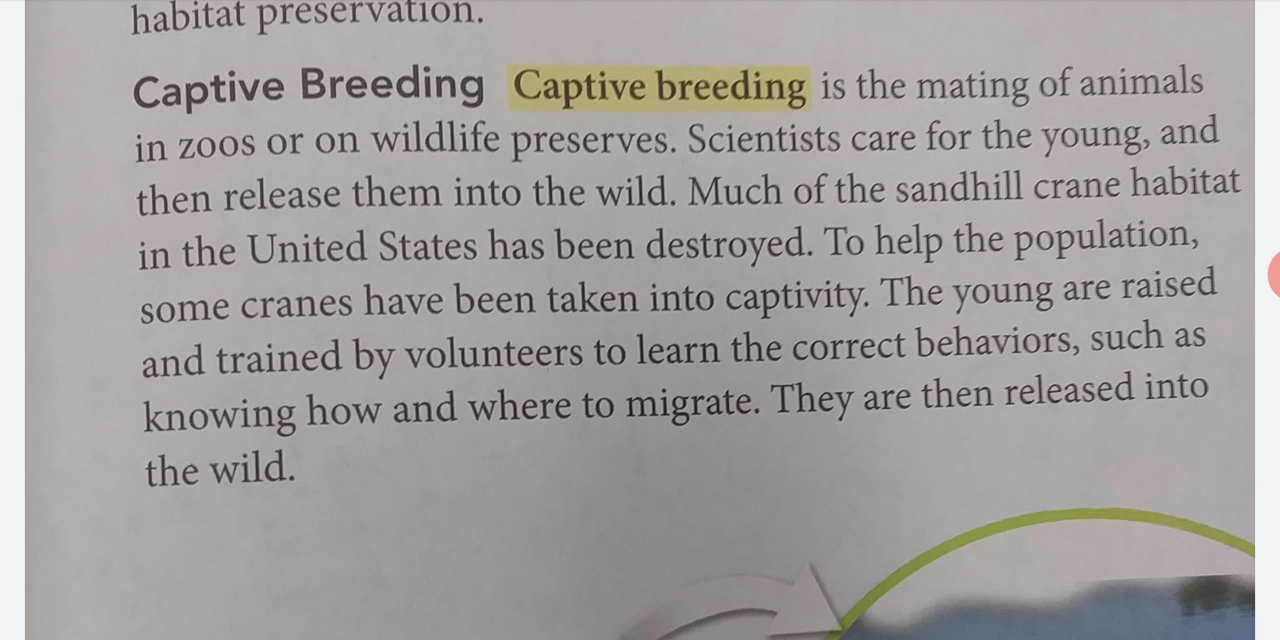 habitat preservation.
Captive Breeding Captive breeding is the mating of animals
in zoos or on wildlife preserves. Scientists care for the young, and
then release them into the wild. Much of the sandhill crane habitat
in the United States has been destroyed. To help the population,
some cranes have been taken into captivity. The young are raised
and trained by volunteers to learn the correct behaviors, such as
knowing how and where to migrate. They are then released into
the wild.